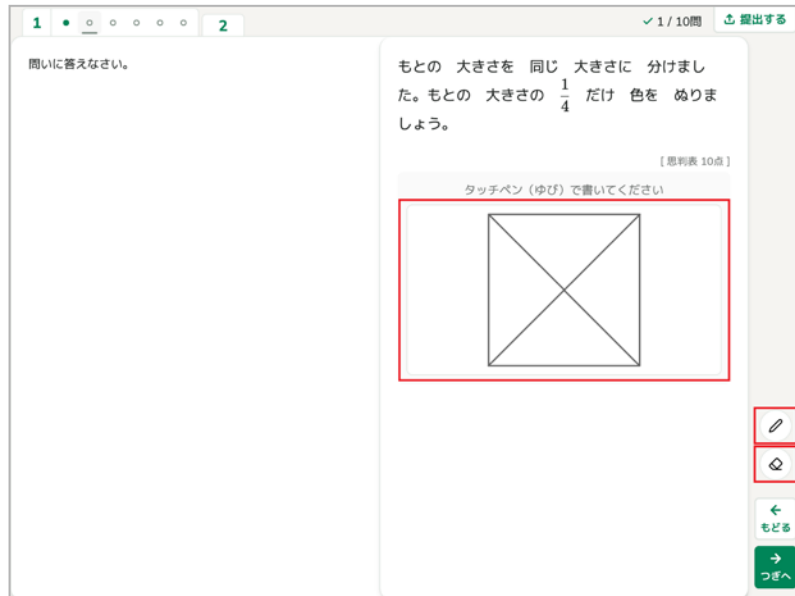 1 2 ✓ 1 / 10問 提出する
問いに答えなさい。
もとの 大きさを 同じ 大きさに 分けまし
た。もとの 大きさの 1/4 だけ 色を ぬりま
しょう。
[ 思判表 10点 ]
タッチペン（ゆび）で書いてください
もどる
つぎへ